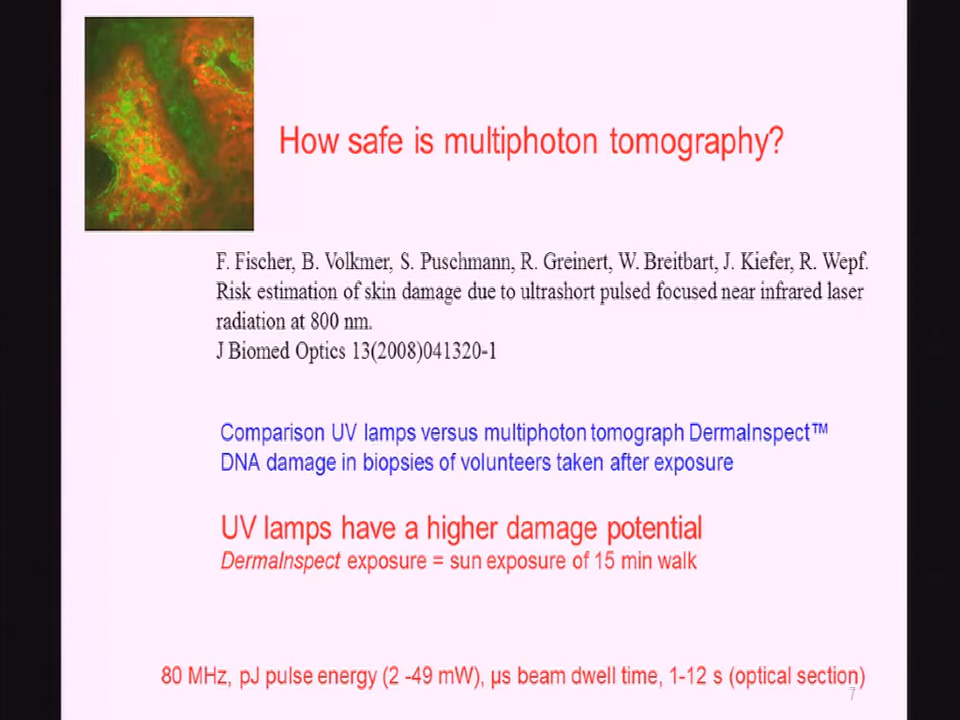 How safe is multiphoton tomography?
F. Fischer, B. Volkmer, S. Puschmann, R. Greinert, W. Breitbart, J. Kiefer, R. Wepf.
Risk estimation of skin damage due to ultrashort pulsed focused near infrared laser
radiation at 800 nm.
J Biomed Optics 13(2008)041320-1
Comparison UV lamps versus multiphoton tomograph DermaInspect™
DNA damage in biopsies of volunteers taken after exposure
UV lamps have a higher damage potential
DermaInspect exposure = sun exposure of 15 min walk
80 MHz, pJ pulse energy (2 -49 mW), µs beam dwell time, 1-12 s (optical section)
7